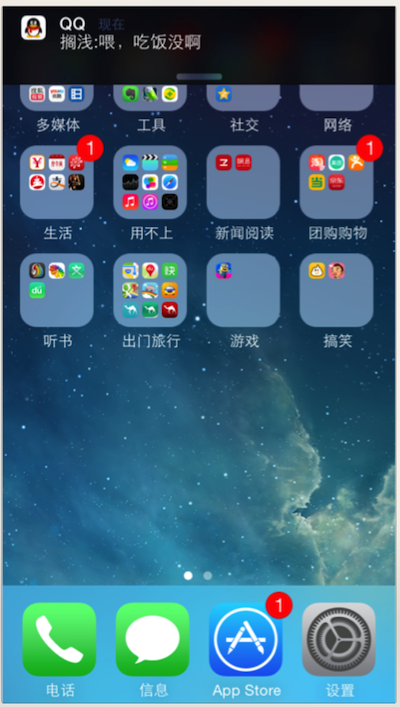 QQ 现在
搁浅:喂，吃饭没啊
多媒体 工具 社交 网络
1 1
生活 用不上 新闻阅读 团购购物
听书 出门旅行 游戏 搞笑
1
电话 信息 App Store 设置